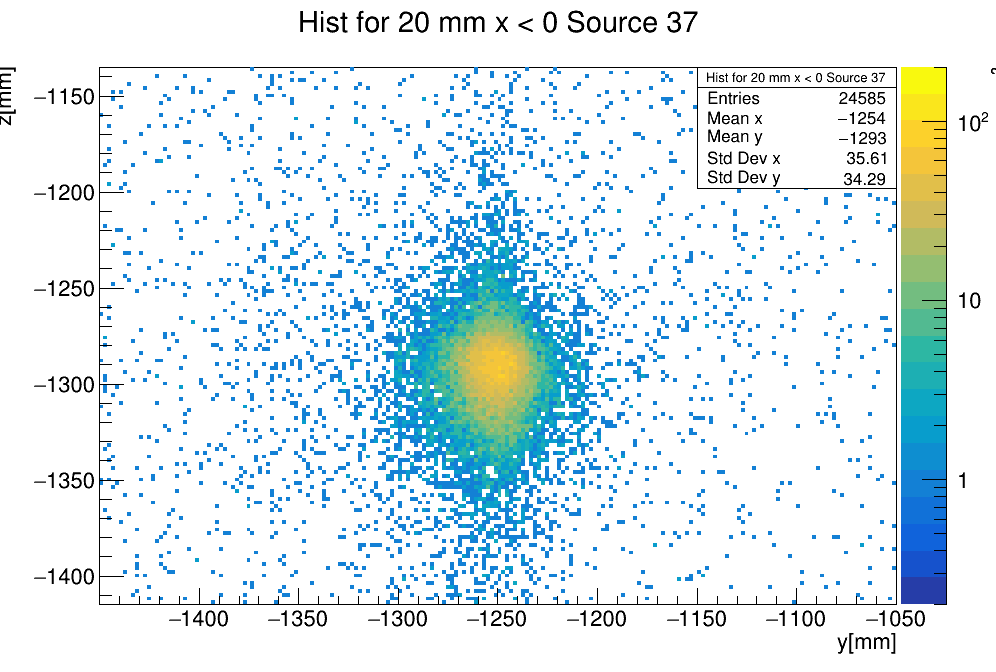 Hist for 20 mm x < 0 Source 37
z[mm]
−1150
−1200
−1250
−1300
−1350
−1400
Hist for 20 mm x < 0 Source 37
Entries 24585
Mean x −1254
Mean y −1293
Std Dev x 35.61
Std Dev y 34.29
10²
10
1
−1400 −1350 −1300 −1250 −1200 −1150 −1100 −1050
y[mm]